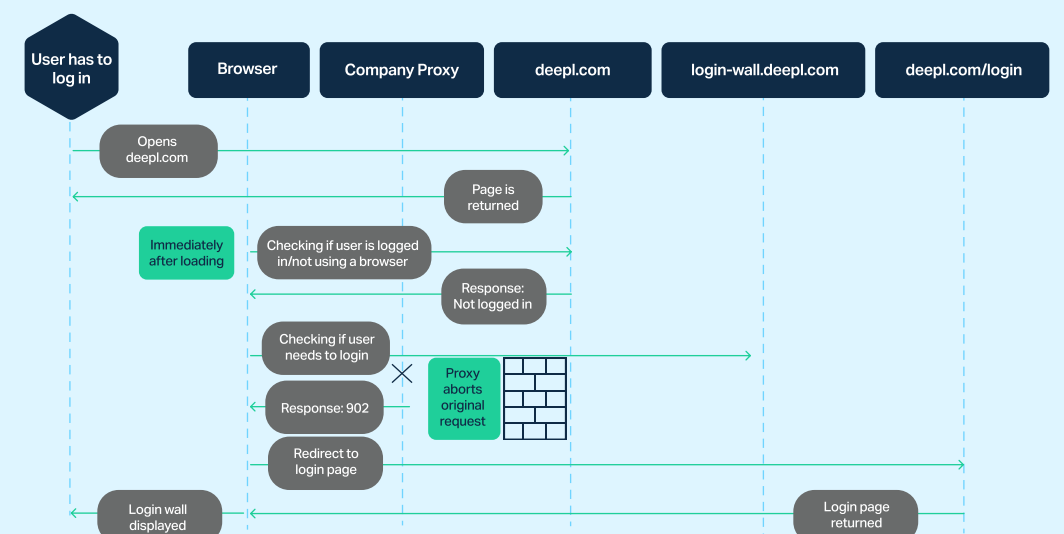 User has to
log in
Browser
Company Proxy
deepl.com
login-wall.deepl.com
deepl.com/login
Opens
deepl.com
Page is
returned
Immediately
after loading
Checking if user is logged
in/not using a browser
Response:
Not logged in
Checking if user
needs to login
Proxy
aborts
original
request
Response: 902
Redirect to
login page
Login wall
displayed
Login page
returned